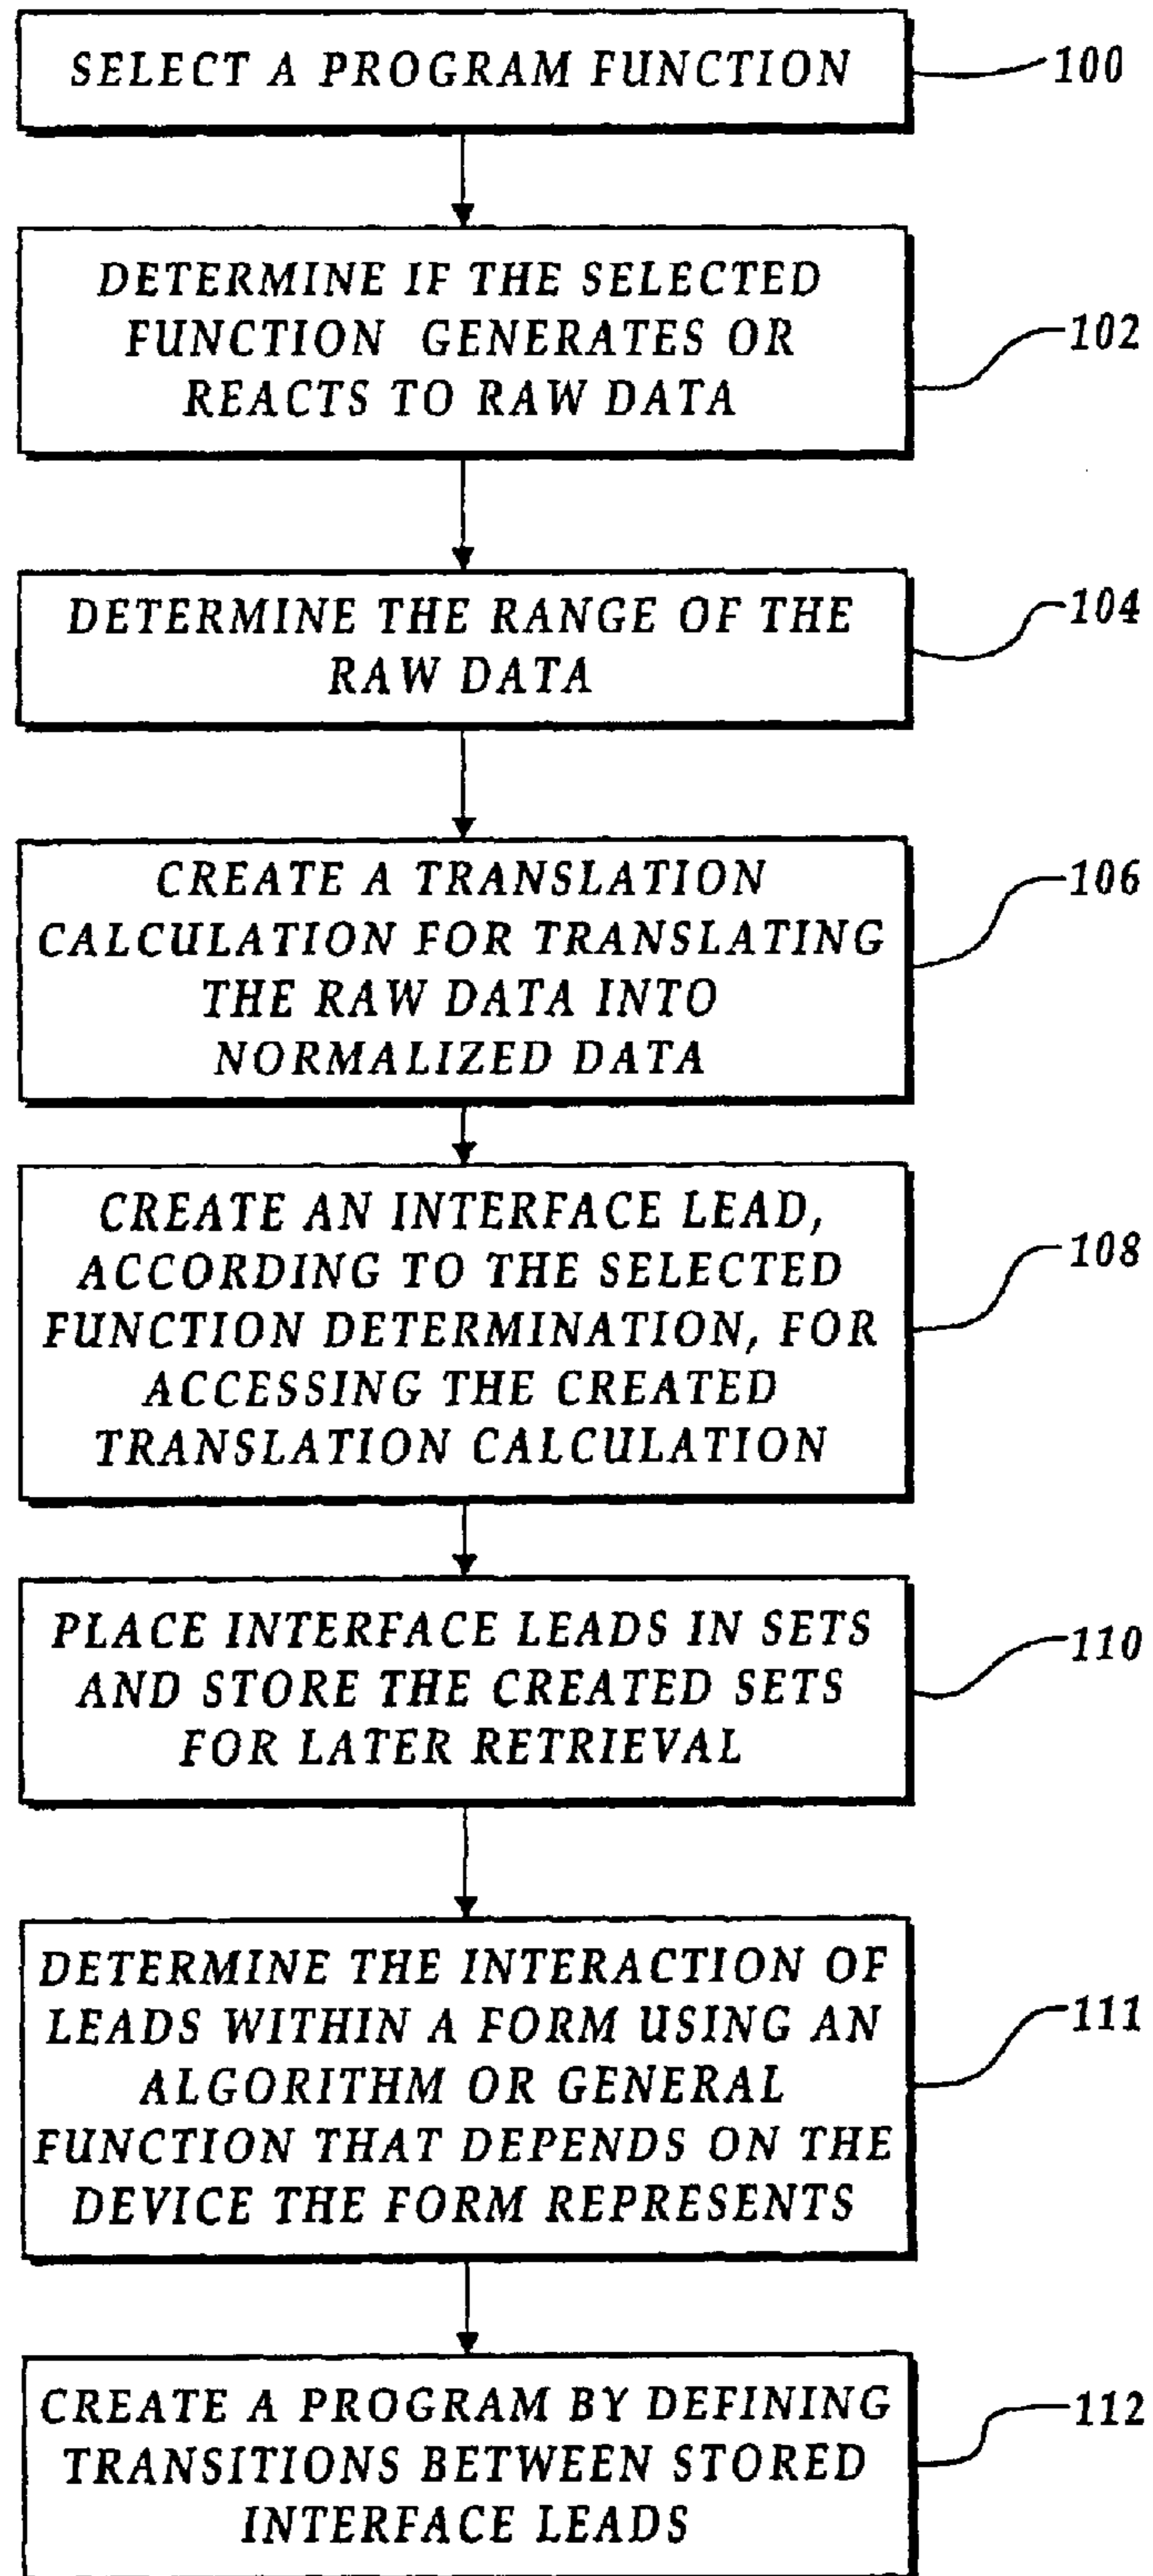 SELECT A PROGRAM FUNCTION
100
DETERMINE IF THE SELECTED
FUNCTION GENERATES OR
REACTS TO RAW DATA
102
DETERMINE THE RANGE OF THE
RAW DATA
104
CREATE A TRANSLATION
CALCULATION FOR TRANSLATING
THE RAW DATA INTO
NORMALIZED DATA
106
CREATE AN INTERFACE LEAD,
ACCORDING TO THE SELECTED
FUNCTION DETERMINATION, FOR
ACCESSING THE CREATED
TRANSLATION CALCULATION
108
PLACE INTERFACE LEADS IN SETS
AND STORE THE CREATED SETS
FOR LATER RETRIEVAL
110
DETERMINE THE INTERACTION OF
LEADS WITHIN A FORM USING AN
ALGORITHM OR GENERAL
FUNCTION THAT DEPENDS ON THE
DEVICE THE FORM REPRESENTS
111
CREATE A PROGRAM BY DEFINING
TRANSITIONS BETWEEN STORED
INTERFACE LEADS
112